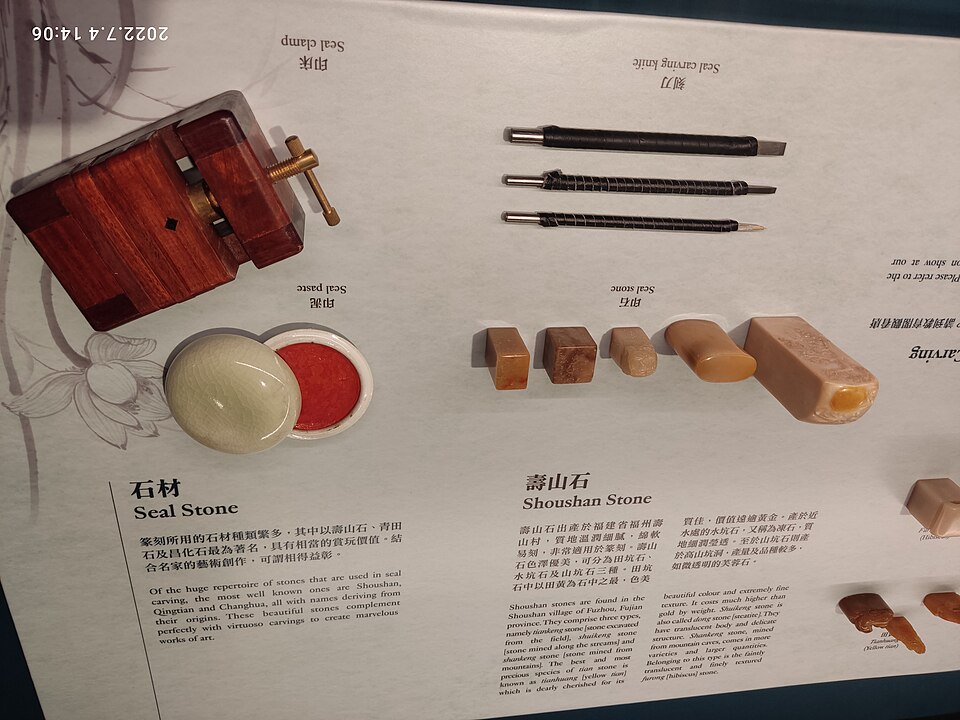 2022.7.4 14:06
印床
Seal clamp
刻刀
Seal carving knife
印泥
Seal paste
印石
Seal stone
Carving
Please refer to the
on show at our
石材
Seal Stone
篆刻所用的石材種類繁多，其中以壽山石、青田
石及昌化石最為著名，具有相當的賞玩價值。結
合名家的藝術創作，可謂相得益彰。
Of the huge repertoire of stones that are used in seal
carving, the most well known ones are Shoushan,
Qingtian and Changhua, all with names deriving from
their origins. These beautiful stones complement
perfectly with virtuoso carvings to create marvelous
works of art.
壽山石
Shoushan Stone
壽山石出產於福建省福州壽
山村，質地溫潤細膩，綿軟
易刻，非常適用於篆刻。壽山
石色澤優美，可分為田坑石、
水坑石及山坑石三種。田坑
石中以田黃為石中之最，色美
質佳，價值遠逾黃金。產於近
水處的水坑石，又稱為凍石，質
地細潤瑩透。至於山坑石則產
於高山坑洞，產量及品種較多，
如微透明的芙蓉石。
Shoushan stones are found in the
Shoushan village of Fuzhou, Fujian
province. They comprise three types,
namely tiankeng stone [stone excavated
from the field], shuikeng stone
[stone mined along the streams] and
shankeng stone [stone mined from
mountains]. The best and most
precious species of tian stone is
known as tianhuang [yellow tian]
which is dearly cherished for its
beautiful colour and extremely fine
texture. It costs much higher than
gold by weight. Shuikeng stone is
also called dong stone [steatite]. They
have translucent body and delicate
structure. Shankeng stone, mined
from mountain caves, comes in more
varieties and larger quantities.
Belonging to this type is the faintly
translucent and finely textured
furong [hibiscus] stone.
Tianhuang
(Yellow tian)